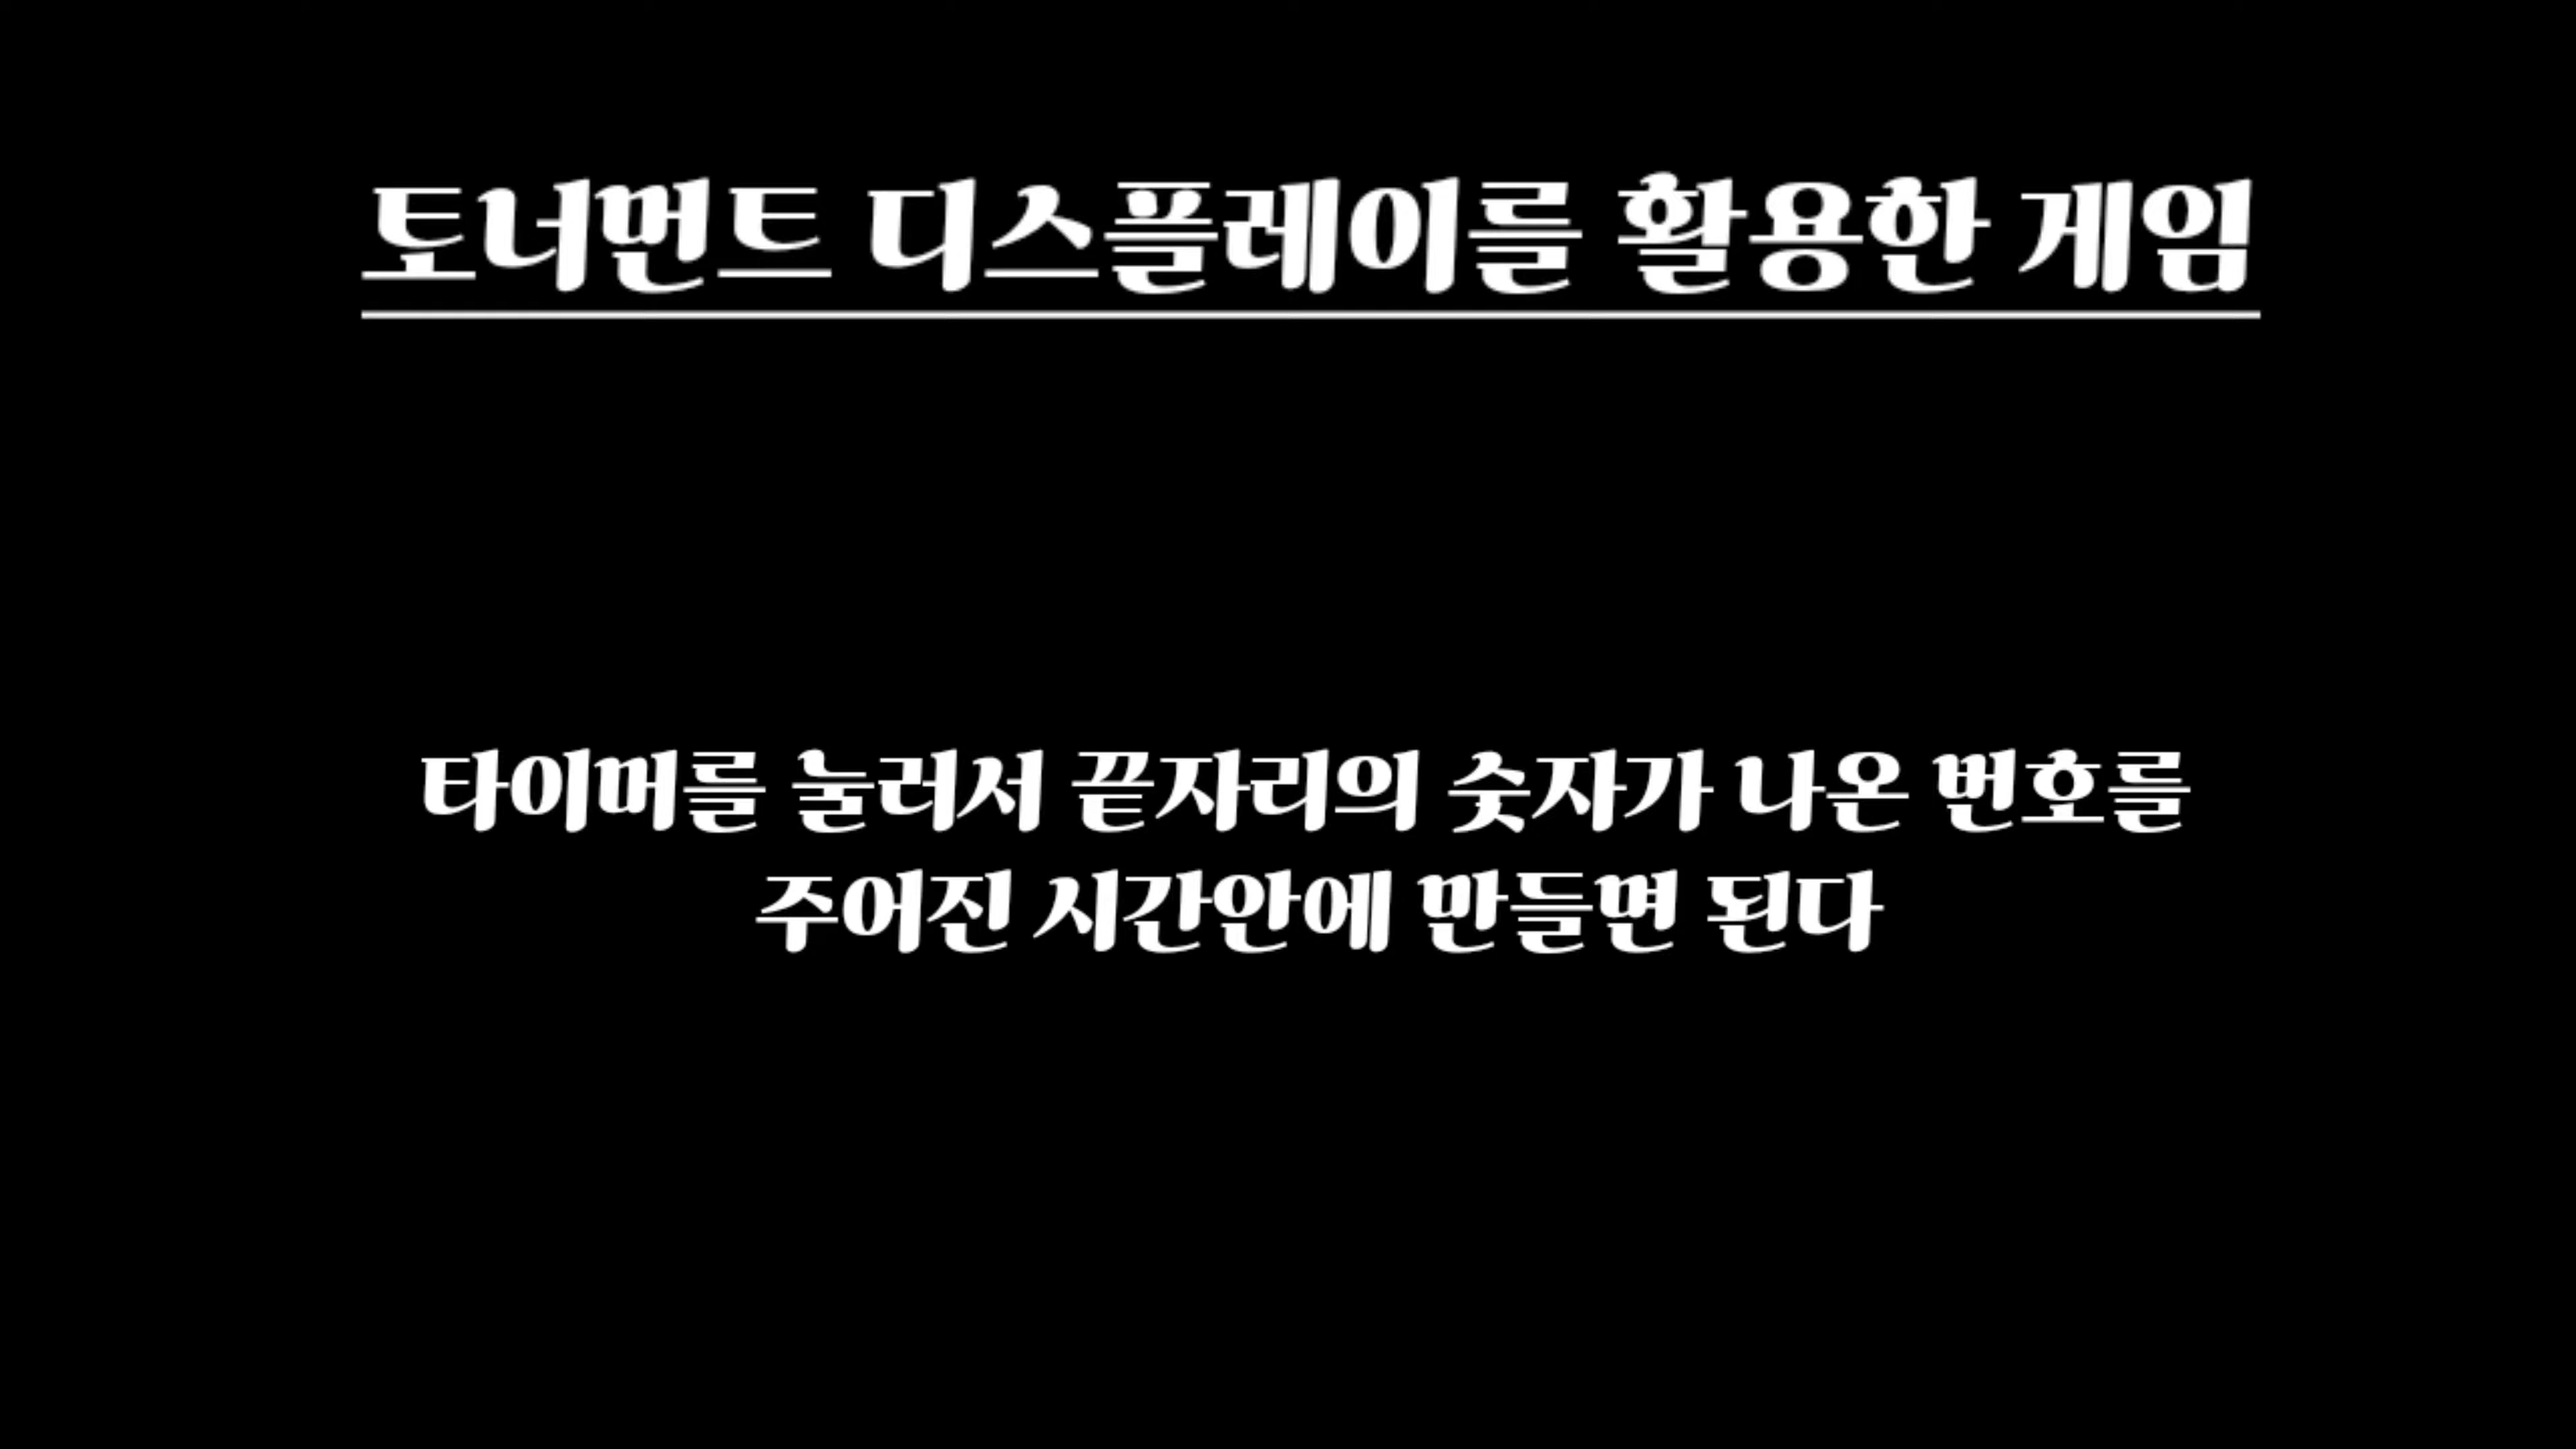 토너먼트 디스플레이를 활용한 게임
타이머를 눌러서 끝자리의 숫자가 나온 번호를
주어진 시간안에 만들면 된다